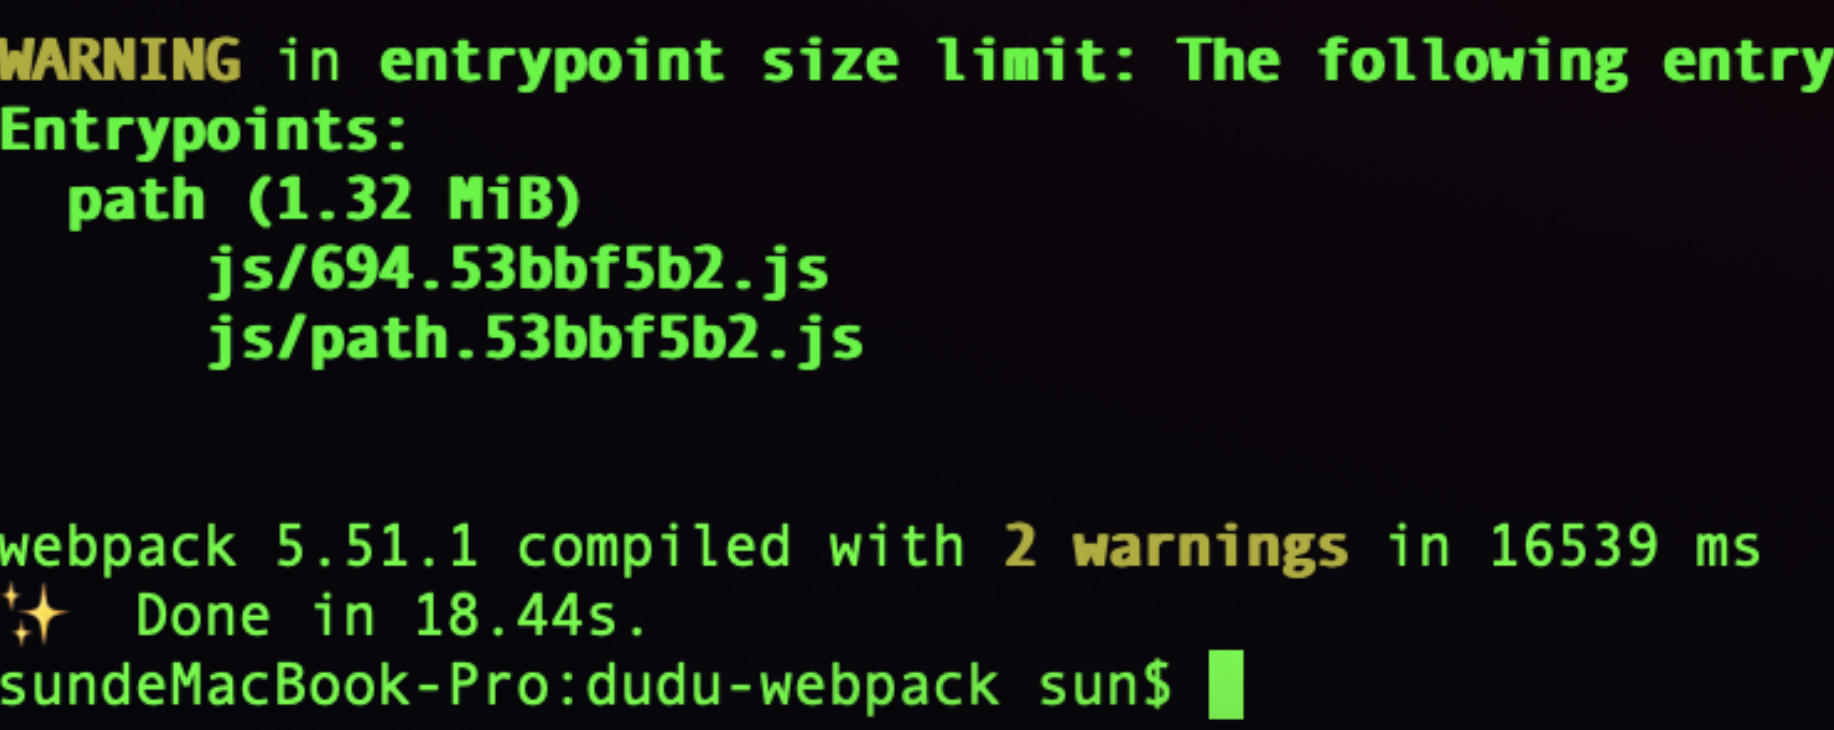 WARNING in entrypoint size limit: The following entry
Entrypoints:
path (1.32 MiB)
js/694.53bbf5b2.js
js/path.53bbf5b2.js
webpack 5.51.1 compiled with 2 warnings in 16539 ms
✨ Done in 18.44s.
sundeMacBook-Pro:dudu-webpack sun$